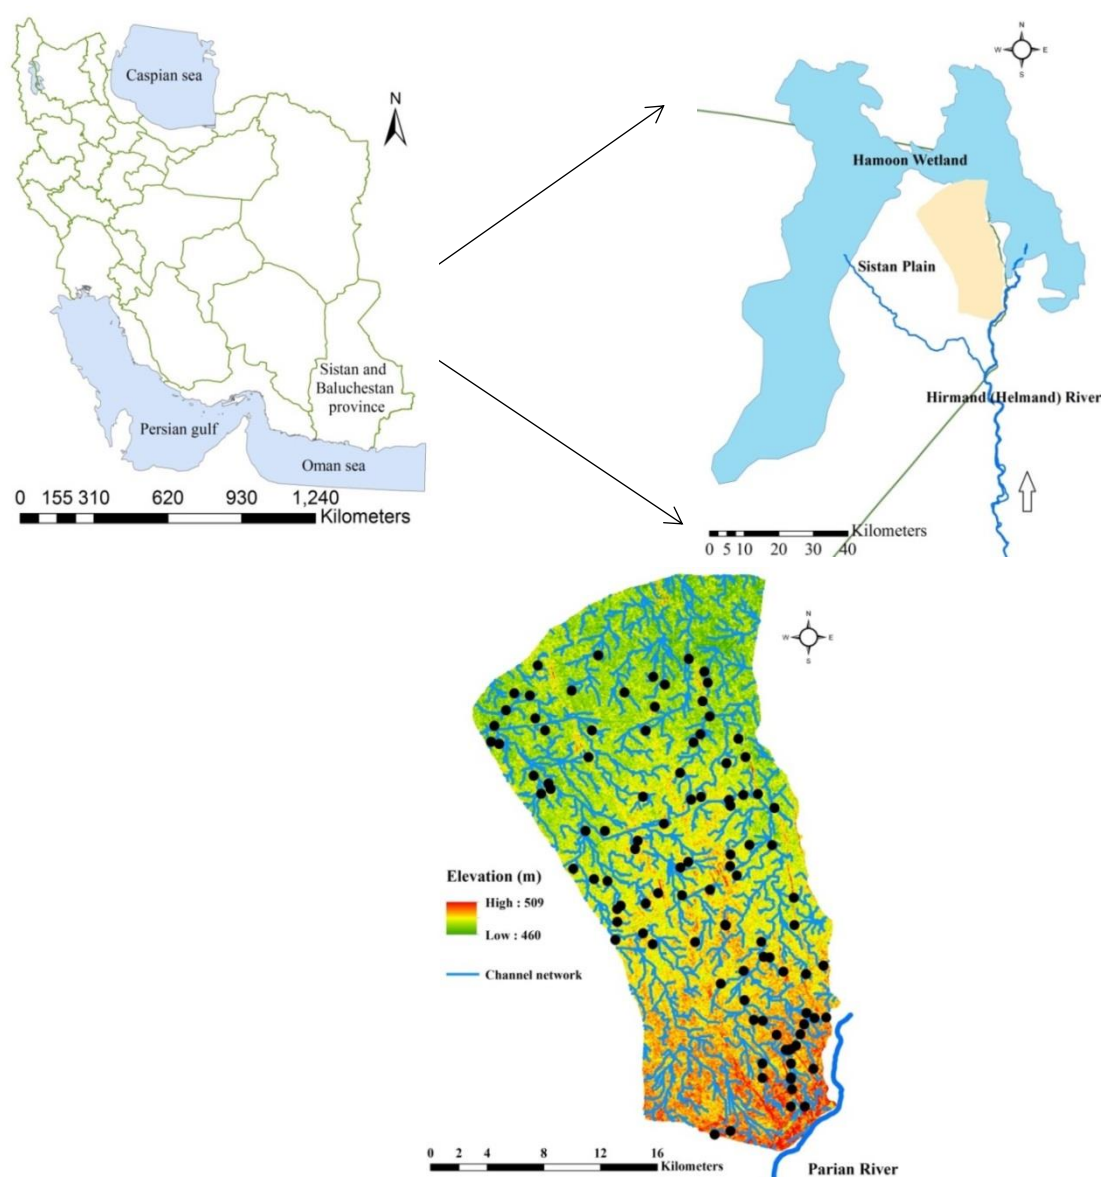 Caspian sea
N
Sistan and
Baluchestan
province
Persian gulf
Oman sea
0 155 310 620 930 1,240
Kilometers
N
W E
S
Hamoon Wetland
Sistan Plain
Hirmand (Helmand) River
Kilometers
0 5 10 20 30 40
N
W E
S
Elevation (m)
High : 509
Low : 460
Channel network
0 2 4 8 12 16
Kilometers
Parian River